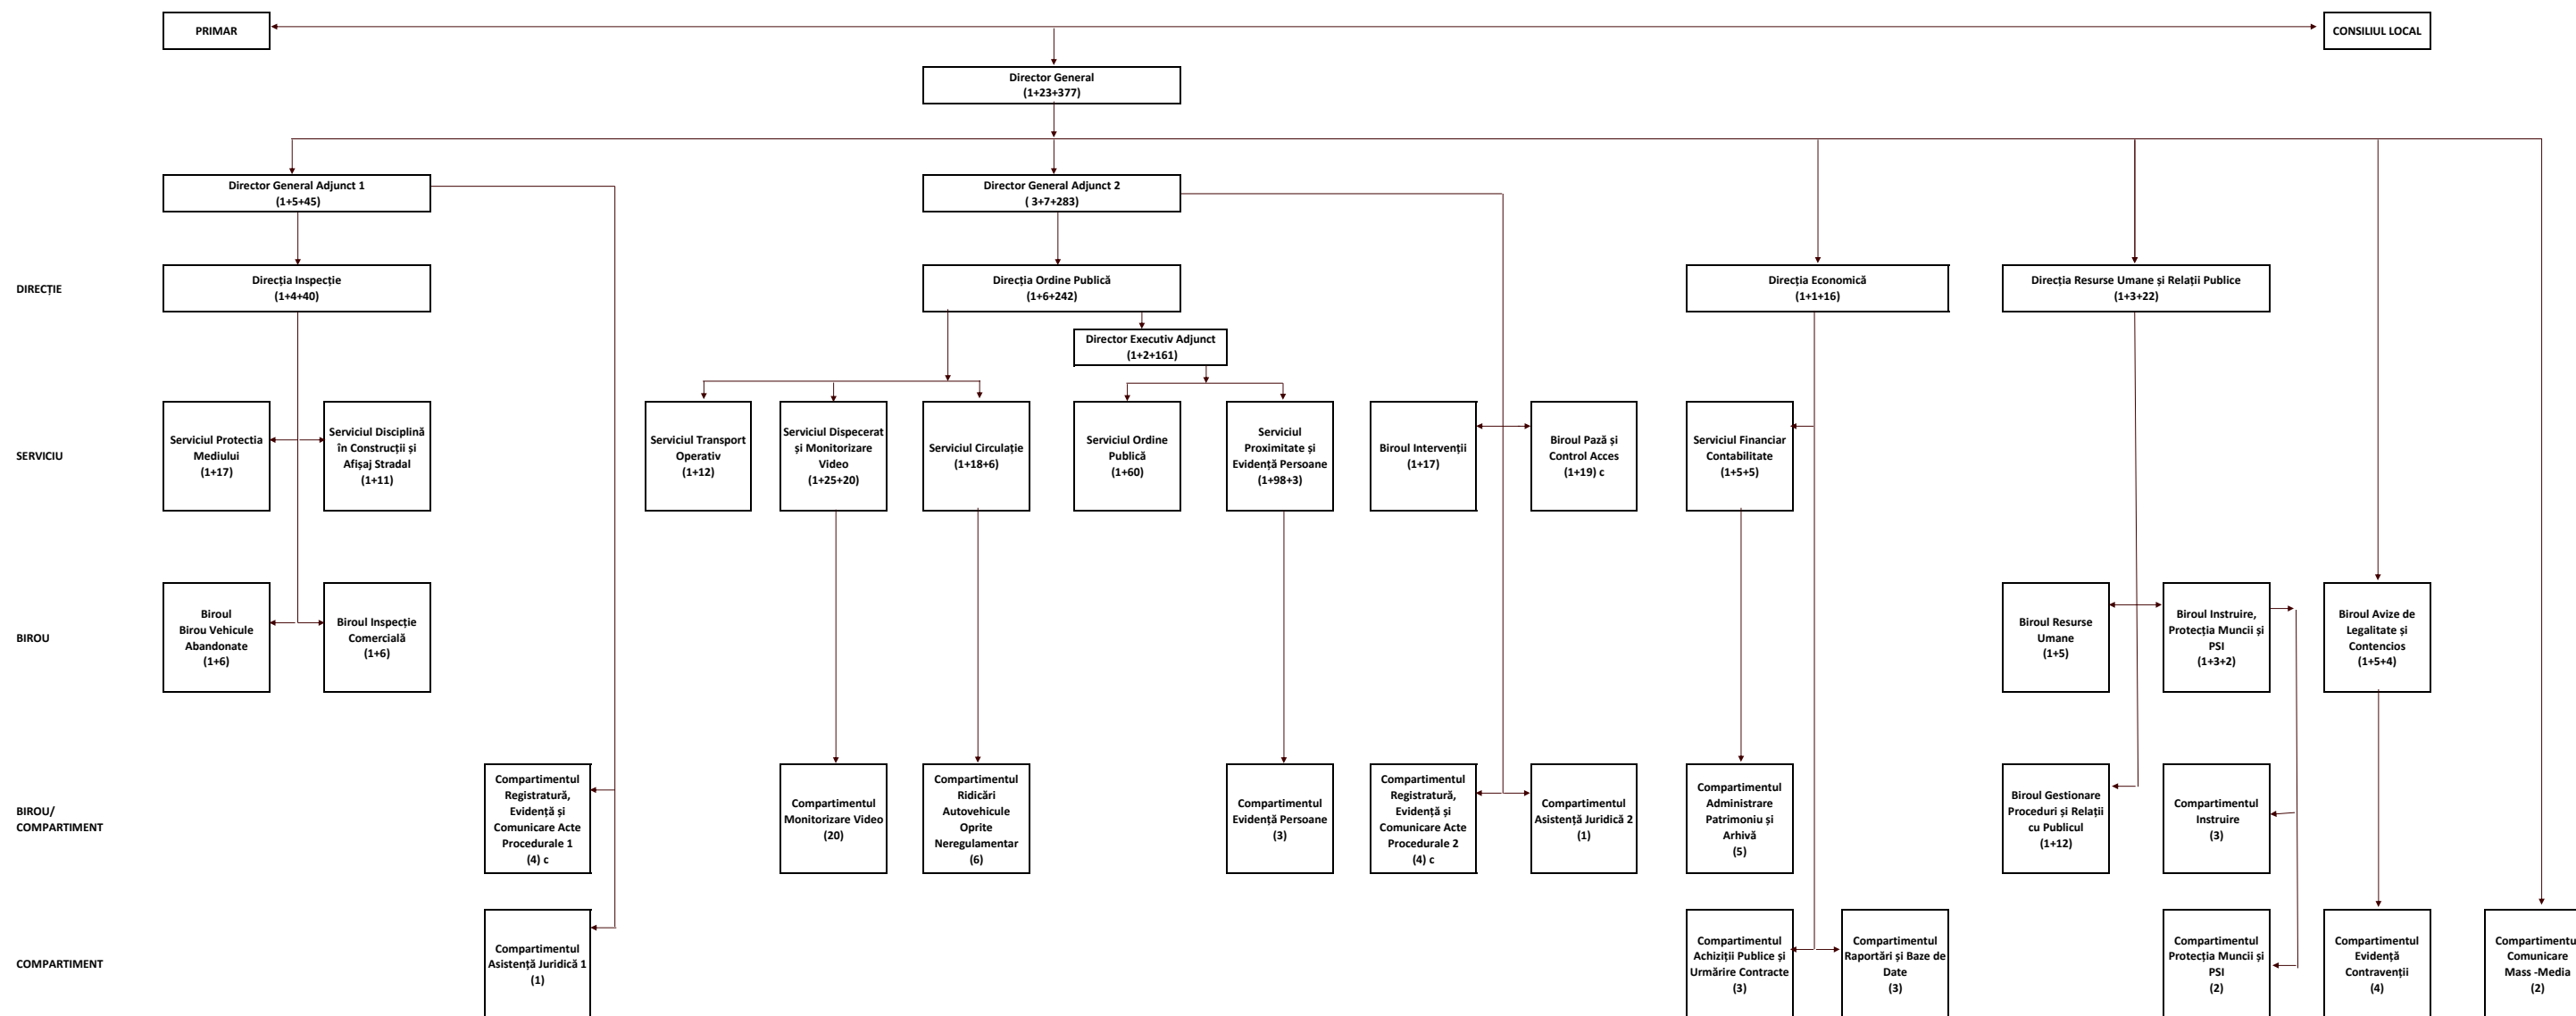 PRIMAR
CONSILIUL LOCAL
Director General
(1+23+377)
Director General Adjunct 1
(1+5+45)
Director General Adjunct 2
( 3+7+283)
DIRECȚIE
Direcția Inspecție
(1+4+40)
Direcția Ordine Publică
(1+6+242)
Direcția Economică
(1+1+16)
Direcția Resurse Umane și Relații Publice
(1+3+22)
Director Executiv Adjunct
(1+2+161)
SERVICIU
Serviciul Protectia
Mediului
(1+17)
Serviciul Disciplină
în Construcții și
Afișaj Stradal
(1+11)
Serviciul Transport
Operativ
(1+12)
Serviciul Dispecerat
și Monitorizare
Video
(1+25+20)
Serviciul Circulație
(1+18+6)
Serviciul Ordine
Publică
(1+60)
Serviciul
Proximitate și
Evidență Persoane
(1+98+3)
Biroul Intervenții
(1+17)
Biroul Pază și
Control Acces
(1+19) c
Serviciul Financiar
Contabilitate
(1+5+5)
BIROU
Biroul
Birou Vehicule
Abandonate
(1+6)
Biroul Inspecție
Comercială
(1+6)
Biroul Resurse
Umane
(1+5)
Biroul Instruire,
Protecția Muncii și
PSI
(1+3+2)
Biroul Avize de
Legalitate și
Contencios
(1+5+4)
BIROU/
COMPARTIMENT
Compartimentul
Registratură,
Evidență și
Comunicare Acte
Procedurale 1
(4) c
Compartimentul
Monitorizare Video
(20)
Compartimentul
Ridicări
Autovehicule
Oprite
Neregulamentar
(6)
Compartimentul
Evidență Persoane
(3)
Compartimentul
Registratură,
Evidență și
Comunicare Acte
Procedurale 2
(4) c
Compartimentul
Asistență Juridică 2
(1)
Compartimentul
Administrare
Patrimoniu și
Arhivă
(5)
Biroul Gestionare
Proceduri și Relații
cu Publicul
(1+12)
Compartimentul
Instruire
(3)
COMPARTIMENT
Compartimentul
Asistență Juridică 1
(1)
Compartimentul
Achiziții Publice și
Urmărire Contracte
(3)
Compartimentul
Raportări și Baze de
Date
(3)
Compartimentul
Protecția Muncii și
PSI
(2)
Compartimentul
Evidență
Contravenții
(4)
Compartimentu
Comunicare
Mass -Media
(2)